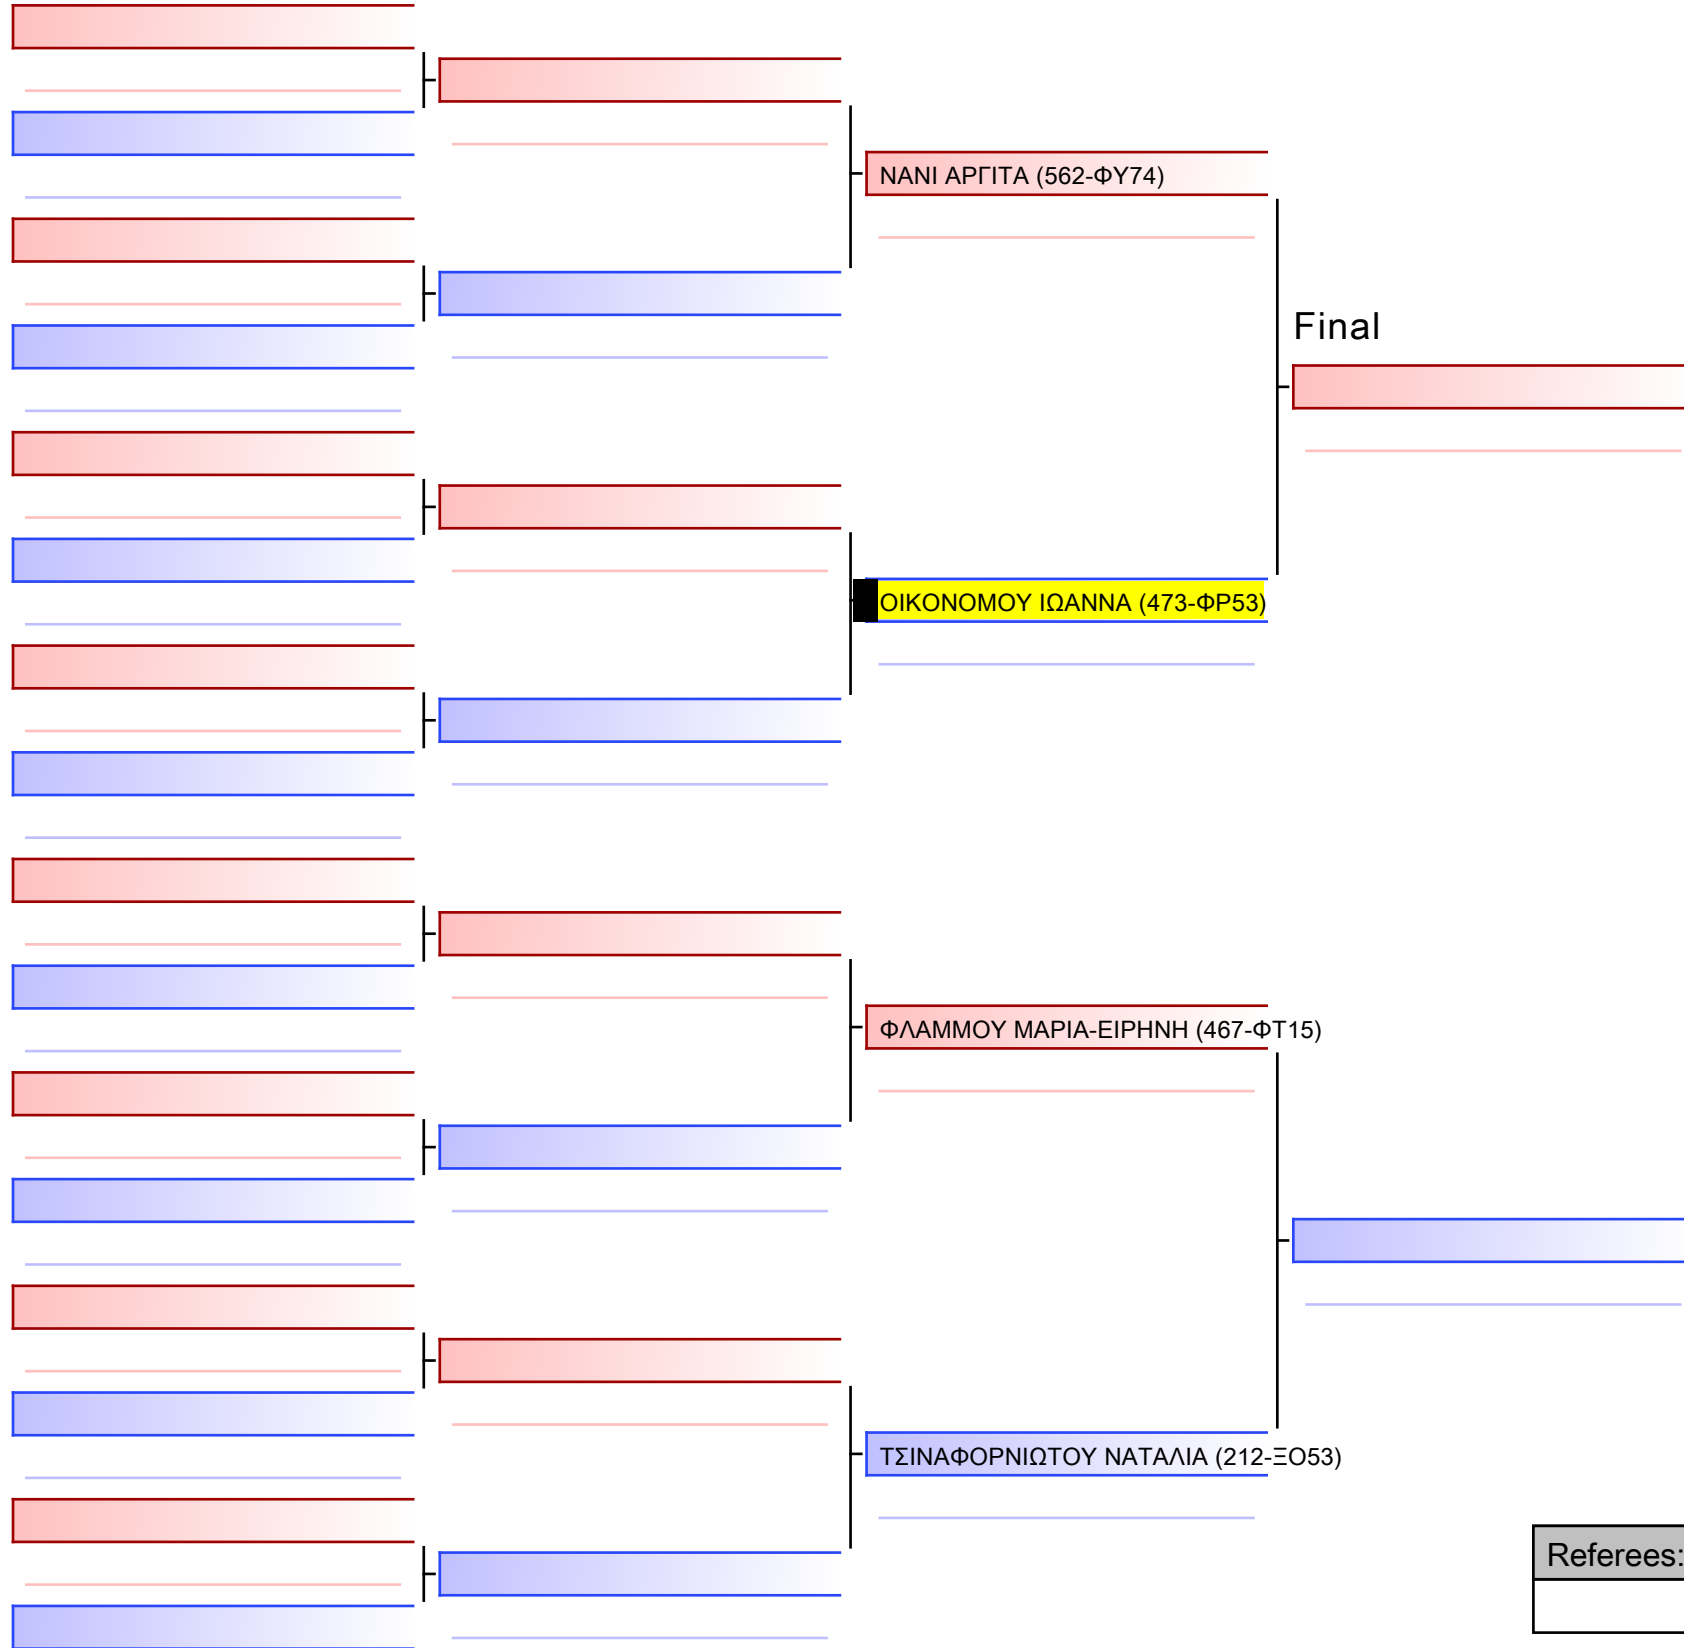 ΝΑΝΙ ΑΡΓΙΤΑ (562-ΦΥ74)
Final
ΟΙΚΟΝΟΜΟΥ ΙΩΑΝΝΑ (473-ΦΡ53)
ΦΛΑΜΜΟΥ ΜΑΡΙΑ-ΕΙΡΗΝΗ (467-ΦΤ15)
ΤΣΙΝΑΦΟΡΝΙΩΤΟΥ ΝΑΤΑΛΙΑ (212-ΞΟ53)
Referees: